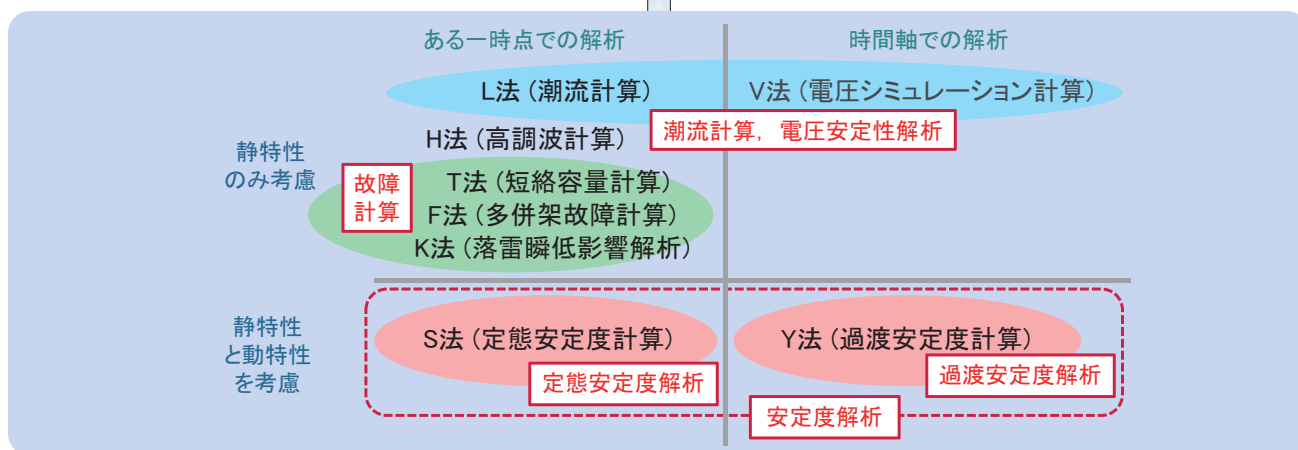 ある一時点での解析
時間軸での解析
L法 (潮流計算)
V法 (電圧シミュレーション計算)
潮流計算, 電圧安定性解析
H法 (高調波計算)
静特性
のみ考慮
故障
計算
T法 (短絡容量計算)
F法 (多併架故障計算)
K法 (落雷瞬低影響解析)
静特性
と動特性
を考慮
S法 (定態安定度計算)
定態安定度解析
Y法 (過渡安定度計算)
過渡安定度解析
安定度解析